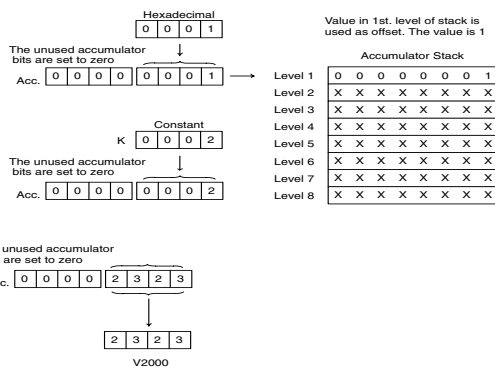 Hexadecimal
0 0 0 1
The unused accumulator
bits are set to zero
Acc. 0 0 0 0 0 0 0 1
Constant
K 0 0 0 2
The unused accumulator
bits are set to zero
Acc. 0 0 0 0 0 0 0 2
Value in 1st. level of stack is
used as offset. The value is 1
Accumulator Stack
Level 1 0 0 0 0 0 0 0 1
Level 2 X X X X X X X X
Level 3 X X X X X X X X
Level 4 X X X X X X X X
Level 5 X X X X X X X X
Level 6 X X X X X X X X
Level 7 X X X X X X X X
Level 8 X X X X X X X X
unused accumulator
are set to zero
c. 0 0 0 0 2 3 2 3
2 3 2 3
V2000